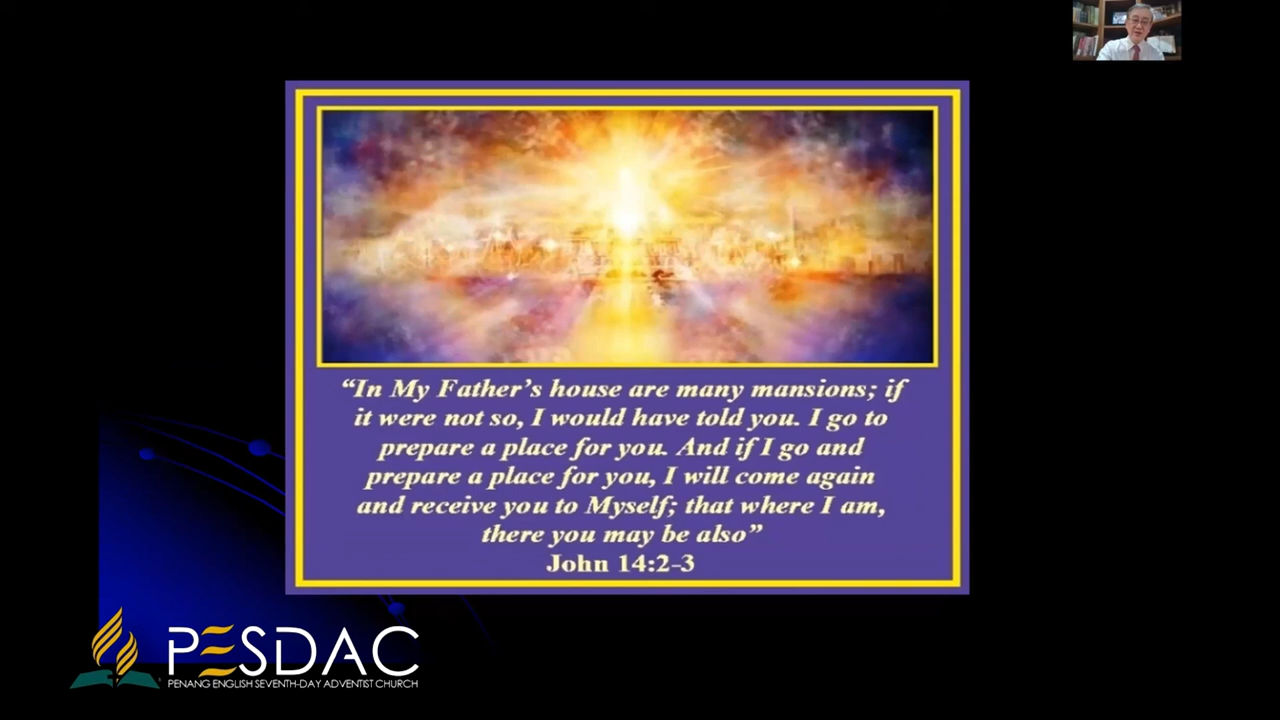 “In My Father’s house are many mansions; if
it were not so, I would have told you. I go to
prepare a place for you. And if I go and
prepare a place for you, I will come again
and receive you to Myself; that where I am,
there you may be also”
John 14:2-3
PESDAC
PENANG ENGLISH SEVENTH-DAY ADVENTIST CHURCH